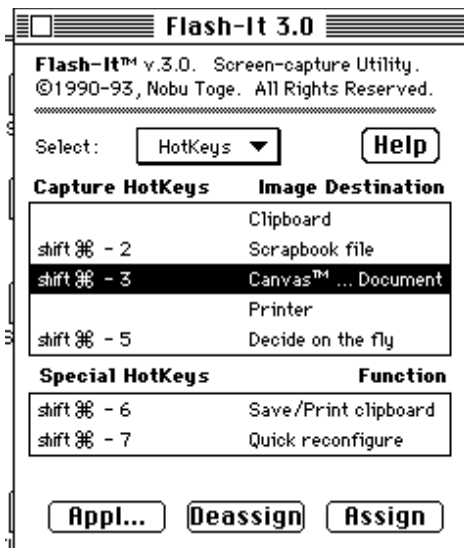 Flash-It 3.0
Flash-It™ v.3.0. Screen-capture Utility.
©1990-93, Nobu Toge. All Rights Reserved.
Select: HotKeys ▼ Help
Capture HotKeys Image Destination
Clipboard
shift ⌘ - 2 Scrapbook file
shift ⌘ - 3 Canvas™ ... Document
Printer
shift ⌘ - 5 Decide on the fly
Special HotKeys Function
shift ⌘ - 6 Save/Print clipboard
shift ⌘ - 7 Quick reconfigure
Appl... Deassign Assign